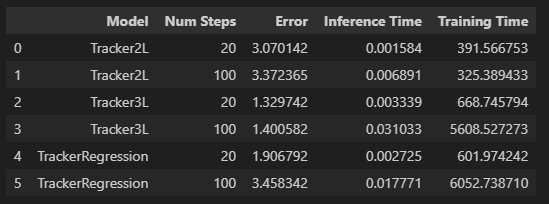 Model Num Steps Error Inference Time Training Time
0 Tracker2L 20 3.070142 0.001584 391.566753
1 Tracker2L 100 3.372365 0.006891 325.389433
2 Tracker3L 20 1.329742 0.003339 668.745794
3 Tracker3L 100 1.400582 0.031033 5608.527273
4 TrackerRegression 20 1.906792 0.002725 601.974242
5 TrackerRegression 100 3.458342 0.017771 6052.738710